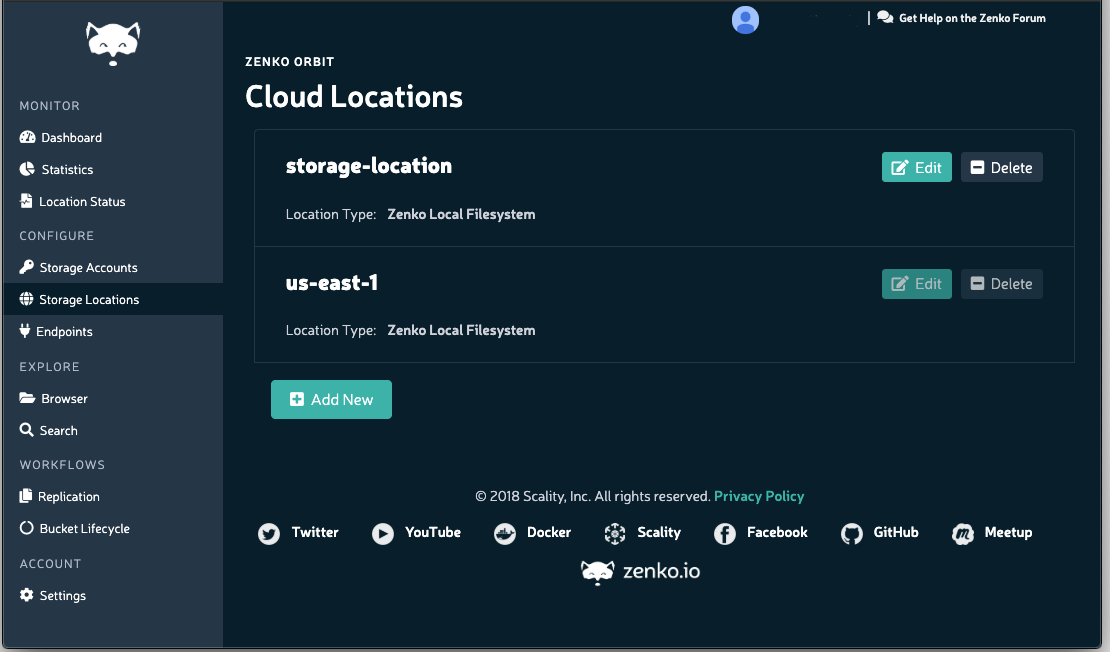 | Get Help on the Zenko Forum
MONITOR
Dashboard
Statistics
Location Status
CONFIGURE
Storage Accounts
Storage Locations
Endpoints
EXPLORE
Browser
Search
WORKFLOWS
Replication
Bucket Lifecycle
ACCOUNT
Settings
ZENKO ORBIT
Cloud Locations
storage-location
Edit Delete
Location Type: Zenko Local Filesystem
us-east-1
Edit Delete
Location Type: Zenko Local Filesystem
Add New
© 2018 Scality, Inc. All rights reserved. Privacy Policy
Twitter YouTube Docker Scality Facebook GitHub Meetup
zenko.io